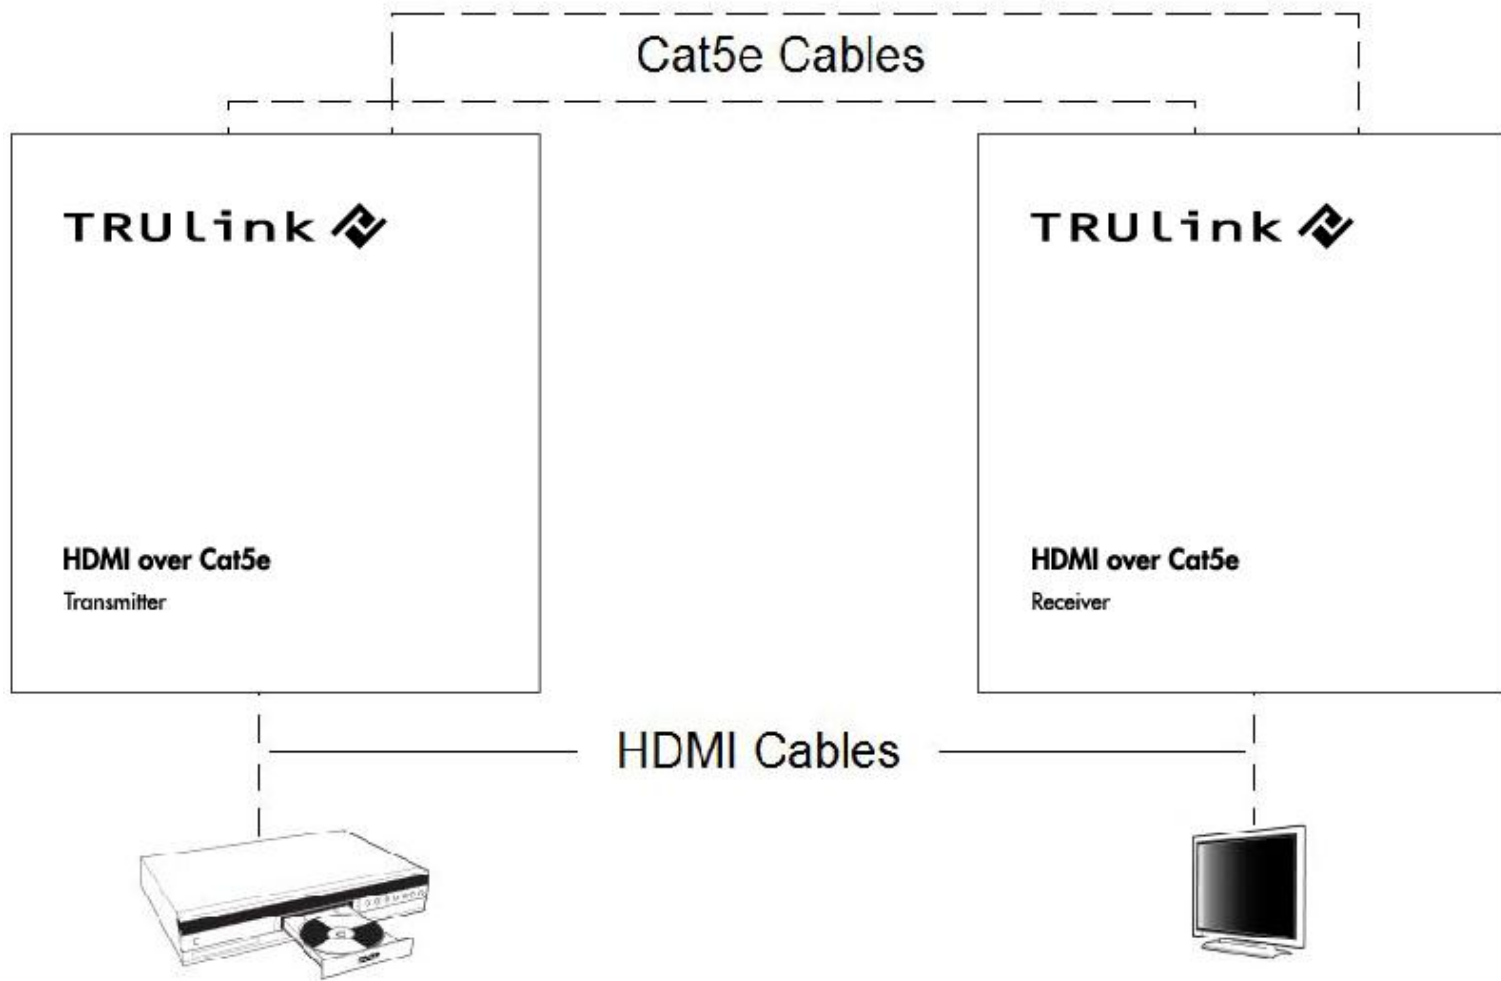 Cat5e Cables
TRULink
TRULink
HDMI over Cat5e
Transmitter
HDMI over Cat5e
Receiver
HDMI Cables